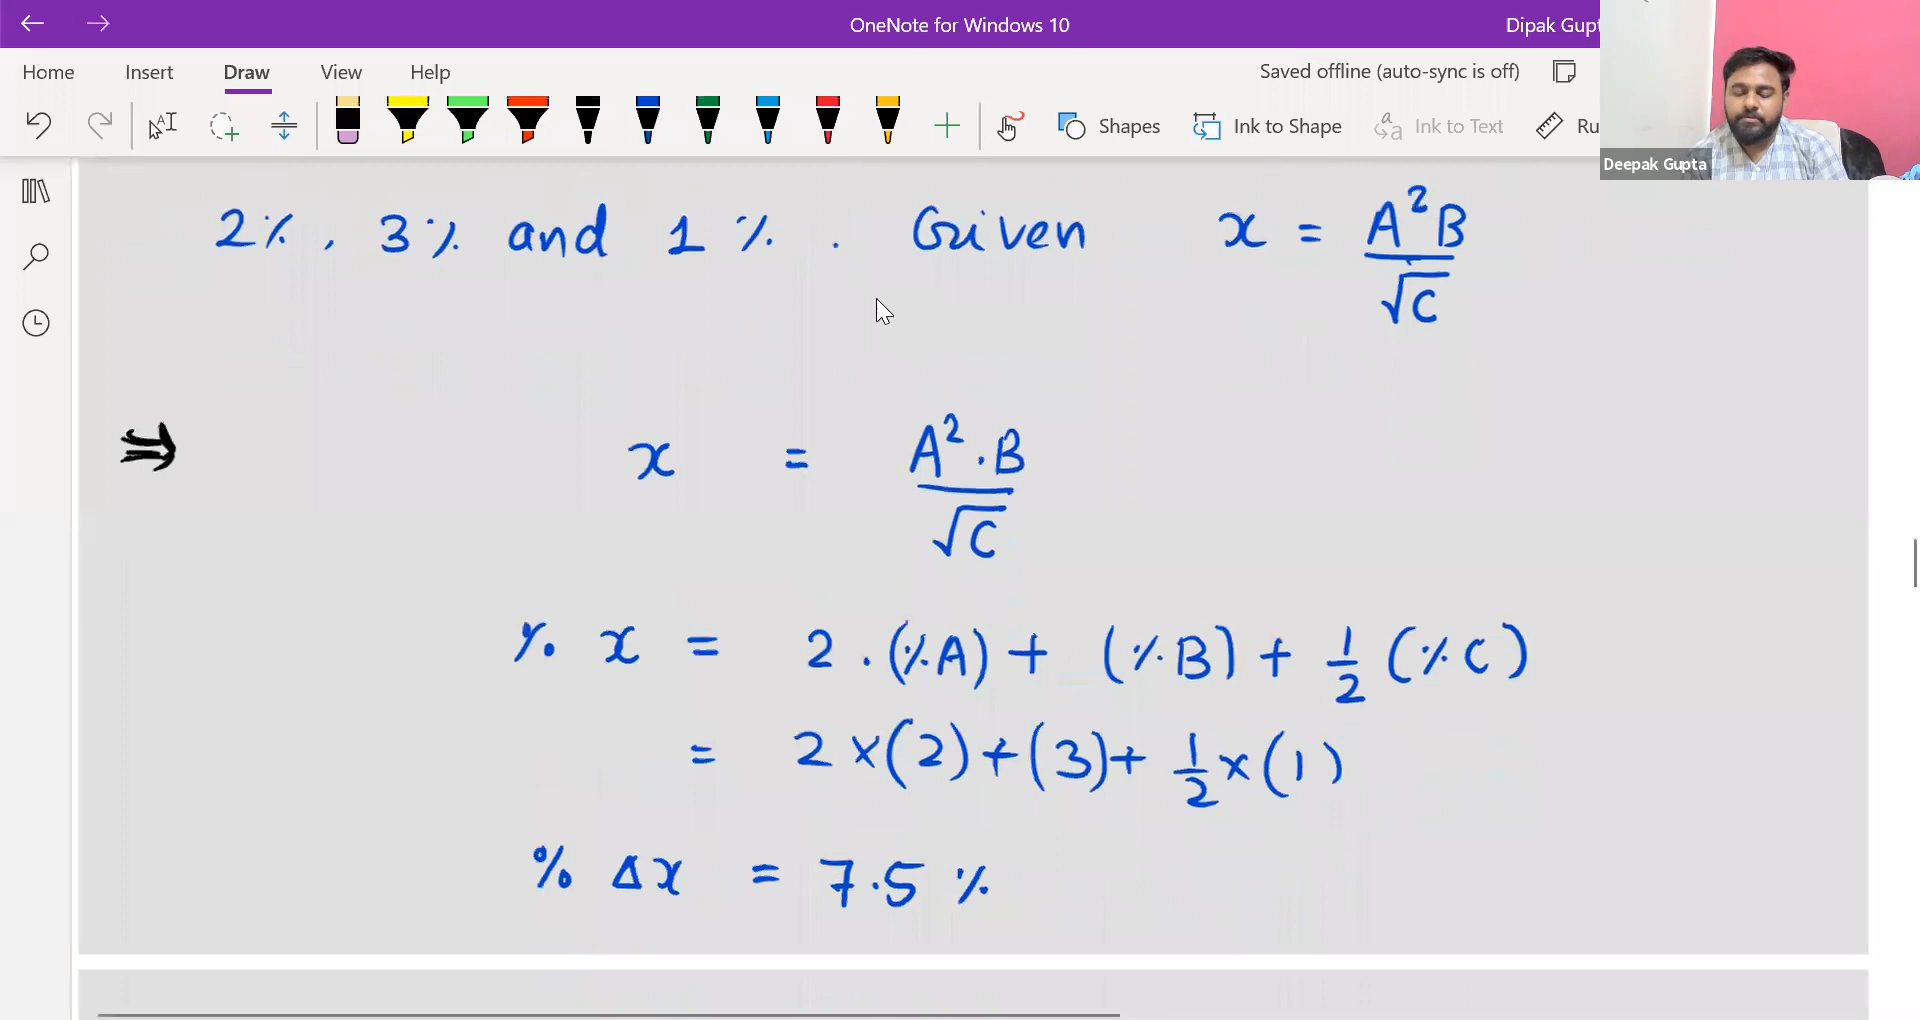 OneNote for Windows 10
Dipak Gupt
Home Insert Draw View Help
Saved offline (auto-sync is off)
Shapes Ink to Shape Ink to Text Ru
Deepak Gupta
2%, 3% and 1%. Given x = A²B/√C
⇒ x = A²·B/√C
% x = 2·(%A) + (%B) + 1/2 (%C)
= 2×(2)+(3)+ 1/2×(1)
% Δx = 7.5 %